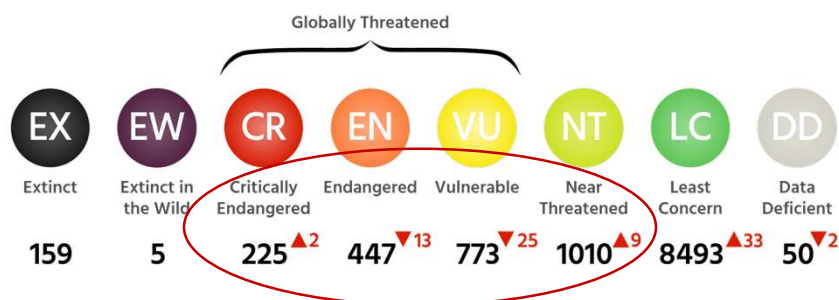 Globally Threatened
EX EW CR EN VU NT LC DD
Extinct Extinct in the Wild Critically Endangered Endangered Vulnerable Near Threatened Least Concern Data Deficient
159 5 225 ▲2 447 ▼13 773 ▼25 1010 ▲9 8493 ▲33 50 ▼2